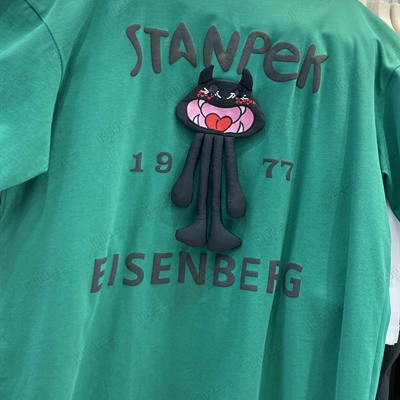 STANPEK
19 77
EISENBERG